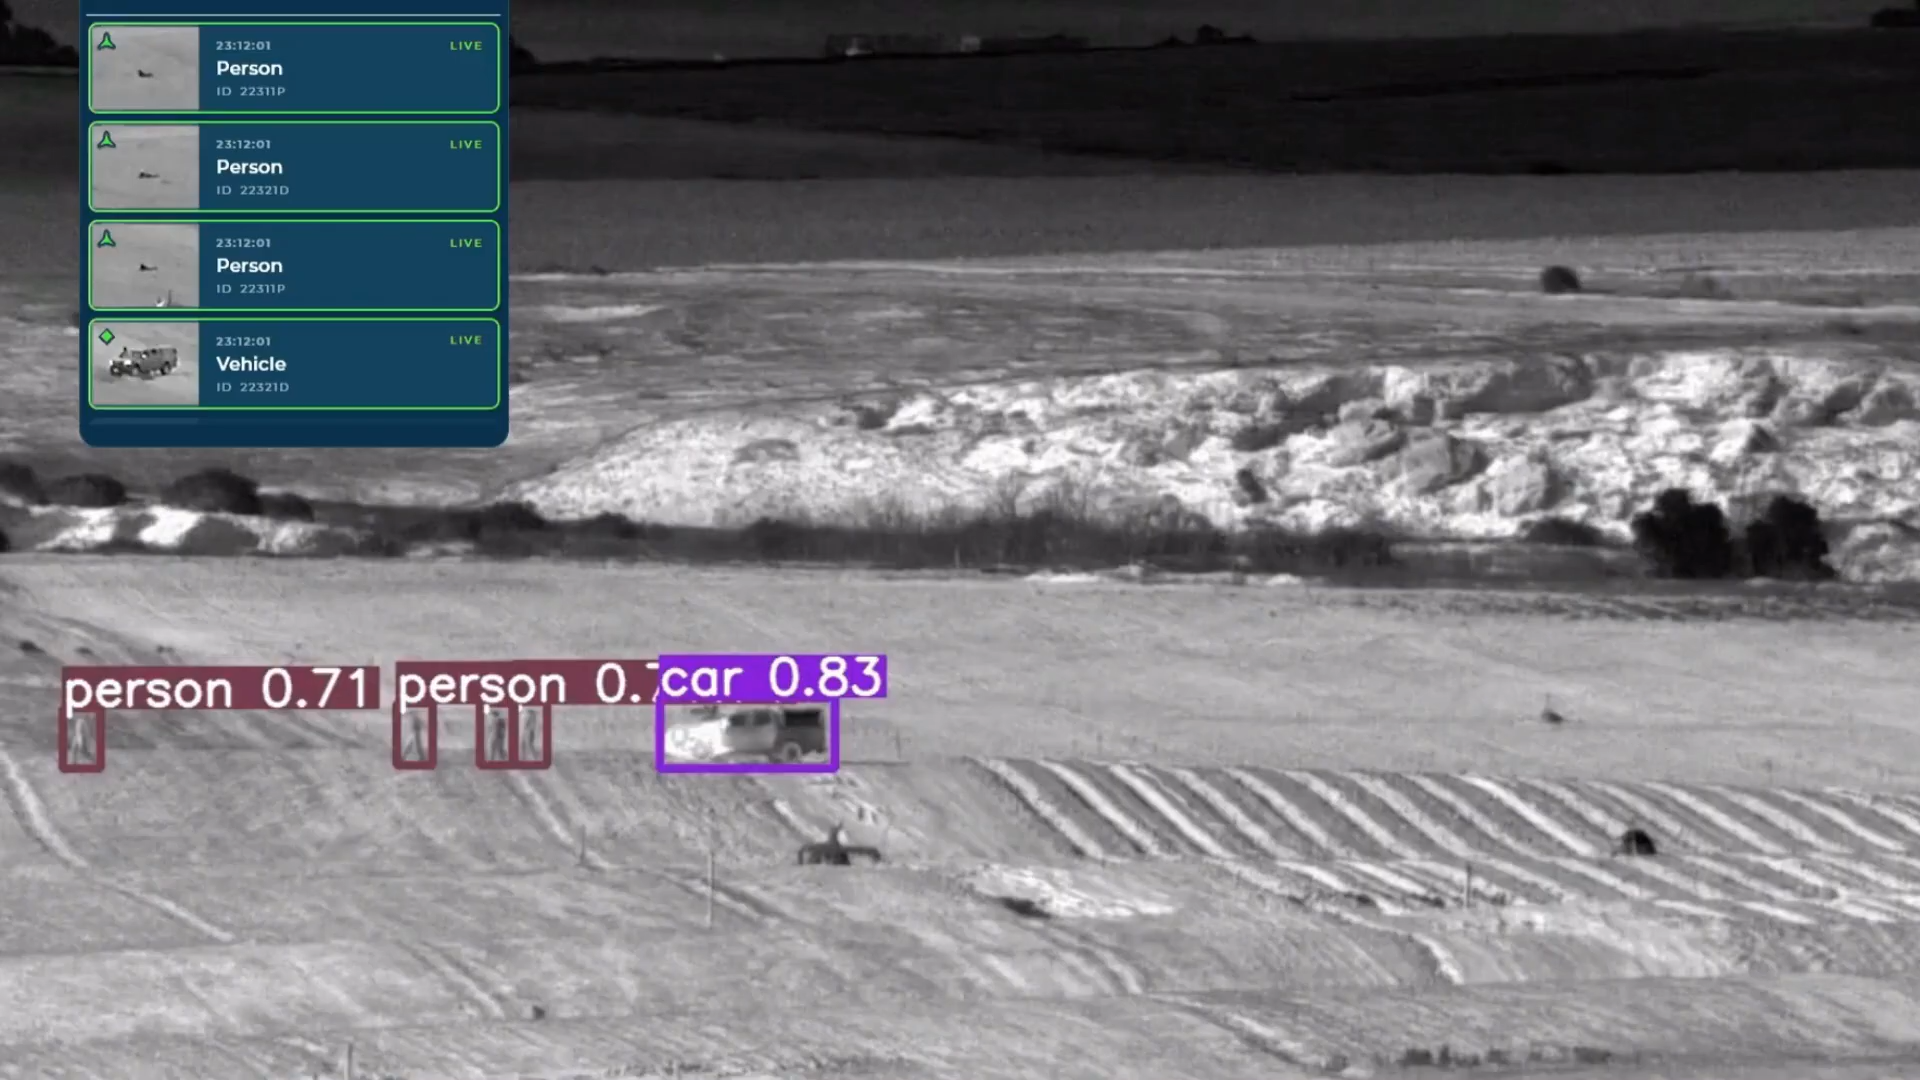 23:12:01 LIVE
Person
ID 22311P
23:12:01 LIVE
Person
ID 22321D
23:12:01 LIVE
Person
ID 22311P
23:12:01 LIVE
Vehicle
ID 22321D
person 0.71 person 0.7 car 0.83